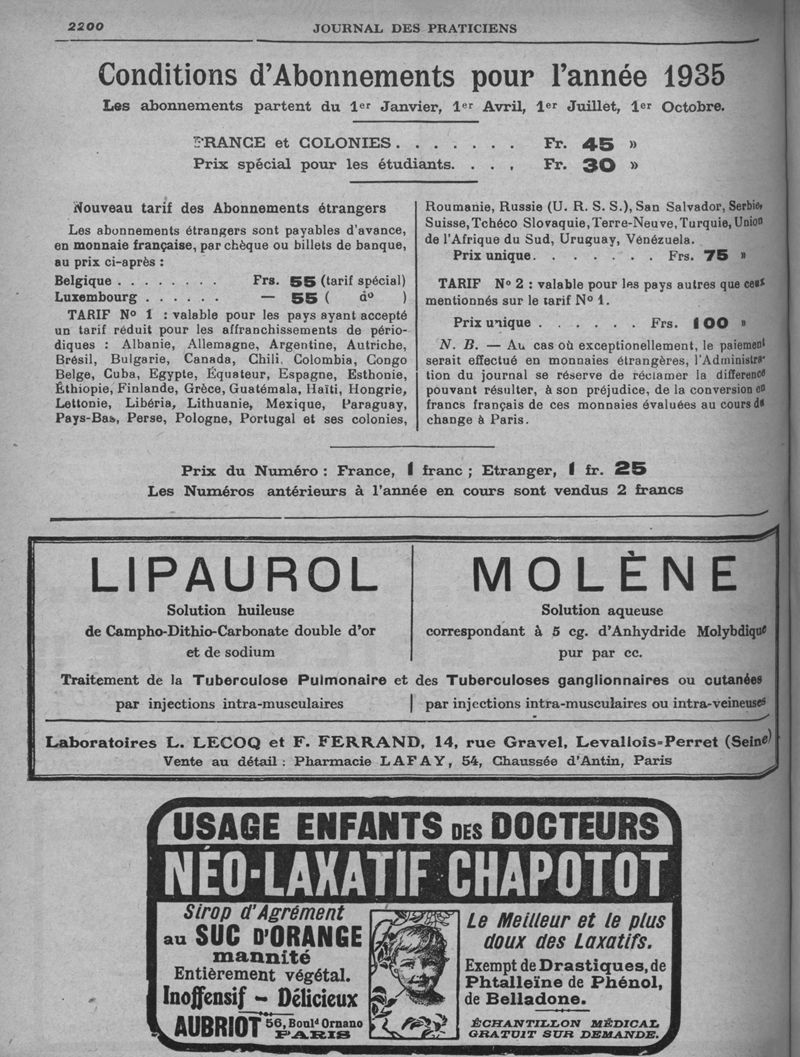 2200
JOURNAL DES PRATICIENS
Conditions d'Abonnements pour l'année 1935
Les abonnements partent du 1er Janvier, 1er Avril, 1er Juillet, 1er Octobre.
FRANCE et COLONIES . . . . . . . Fr. 45 »
Prix spécial pour les étudiants. . . . Fr. 30 »
Nouveau tarif des Abonnements étrangers
Les abonnements étrangers sont payables d'avance,
en monnaie française, par chèque ou billets de banque,
au prix ci-après :
Belgique . . . . . . . . Frs. 55 (tarif spécial)
Luxembourg . . . . . . — 55 ( do )
TARIF No 1 : valable pour les pays ayant accepté
un tarif réduit pour les affranchissements de pério-
diques : Albanie, Allemagne, Argentine, Autriche,
Brésil, Bulgarie, Canada, Chili, Colombia, Congo
Belge, Cuba, Egypte, Équateur, Espagne, Esthonie,
Éthiopie, Finlande, Grèce, Guatémala, Haïti, Hongrie,
Lettonie, Libéria, Lithuanie, Mexique, Paraguay,
Pays-Bas, Perse, Pologne, Portugal et ses colonies,
Roumanie, Russie (U. R. S. S.), San Salvador, Serbie,
Suisse, Tchéco Slovaquie, Terre-Neuve, Turquie, Union
de l'Afrique du Sud, Uruguay, Vénézuela.
Prix unique. . . . . . . Frs. 75 »
TARIF No 2 : valable pour les pays autres que ceux
mentionnés sur le tarif No 1.
Prix unique . . . . . . Frs. 100 »
N. B. — Au cas où exceptionellement, le paiement
serait effectué en monnaies étrangères, l'Administra-
tion du journal se réserve de réclamer la difference
pouvant résulter, à son préjudice, de la conversion en
francs français de ces monnaies évaluées au cours du
change à Paris.
Prix du Numéro : France, 1 franc ; Etranger, 1 fr. 25
Les Numéros antérieurs à l'année en cours sont vendus 2 francs
LIPAUROL
Solution huileuse
de Campho-Dithio-Carbonate double d'or
et de sodium
MOLÈNE
Solution aqueuse
correspondant à 5 cg. d'Anhydride Molybdique
pur par cc.
Traitement de la Tuberculose Pulmonaire et des Tuberculoses ganglionnaires ou cutanées
par injections intra-musculaires | par injections intra-musculaires ou intra-veineuses
Laboratoires L. LECOQ et F. FERRAND, 14, rue Gravel, Levallois-Perret (Seine)
Vente au détail : Pharmacie LAFAY, 54, Chaussée d'Antin, Paris
USAGE ENFANTS DES DOCTEURS
NÉO-LAXATIF CHAPOTOT
Sirop d'Agrément
au SUC D'ORANGE
mannité
Entièrement végétal.
Inoffensif - Délicieux
AUBRIOT 56, Bould Ornano
PARIS
Le Meilleur et le plus
doux des Laxatifs.
Exempt de Drastiques, de
Phtalleïne de Phénol,
de Belladone.
ÉCHANTILLON MÉDICAL
GRATUIT SUR DEMANDE.